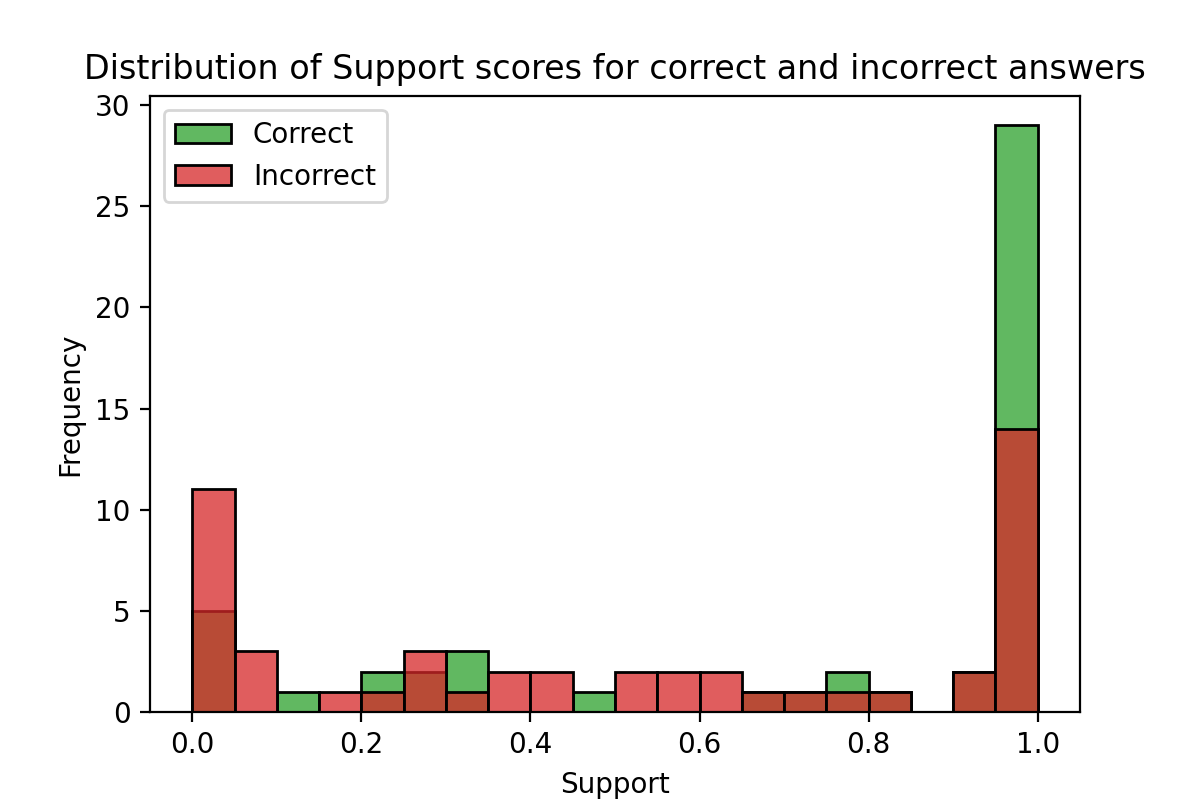 Distribution of Support scores for correct and incorrect answers
30
25
20
15
10
5
0
Frequency
Correct
Incorrect
0.0 0.2 0.4 0.6 0.8 1.0
Support